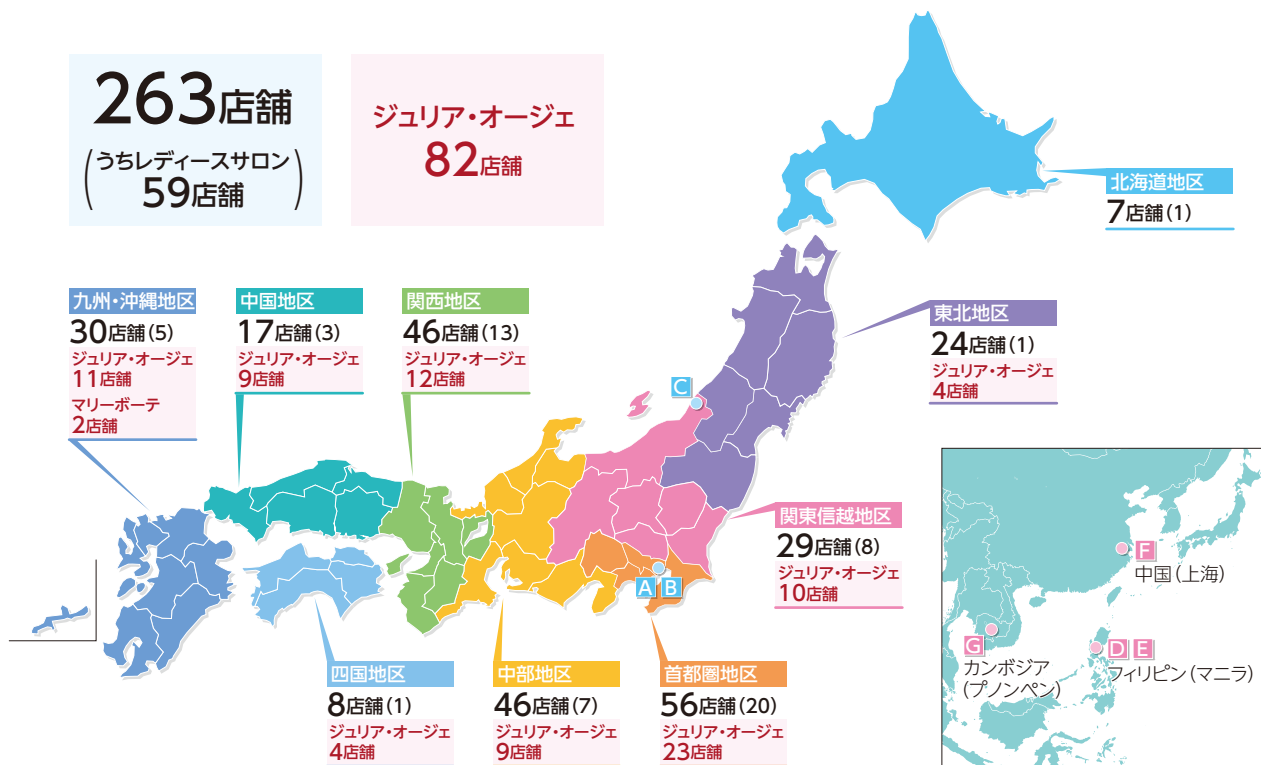 263店舗
(うちレディースサロン
59店舗)
ジュリア・オージェ
82店舗
北海道地区
7店舗(1)
九州・沖縄地区
30店舗(5)
ジュリア・オージェ
11店舗
マリーボーテ
2店舗
中国地区
17店舗(3)
ジュリア・オージェ
9店舗
関西地区
46店舗(13)
ジュリア・オージェ
12店舗
東北地区
24店舗(1)
ジュリア・オージェ
4店舗
C
関東信越地区
29店舗(8)
ジュリア・オージェ
10店舗
A B
四国地区
8店舗(1)
ジュリア・オージェ
4店舗
中部地区
46店舗(7)
ジュリア・オージェ
9店舗
首都圏地区
56店舗(20)
ジュリア・オージェ
23店舗
F
中国(上海)
G
カンボジア
(プノンペン)
D E
フィリピン(マニラ)